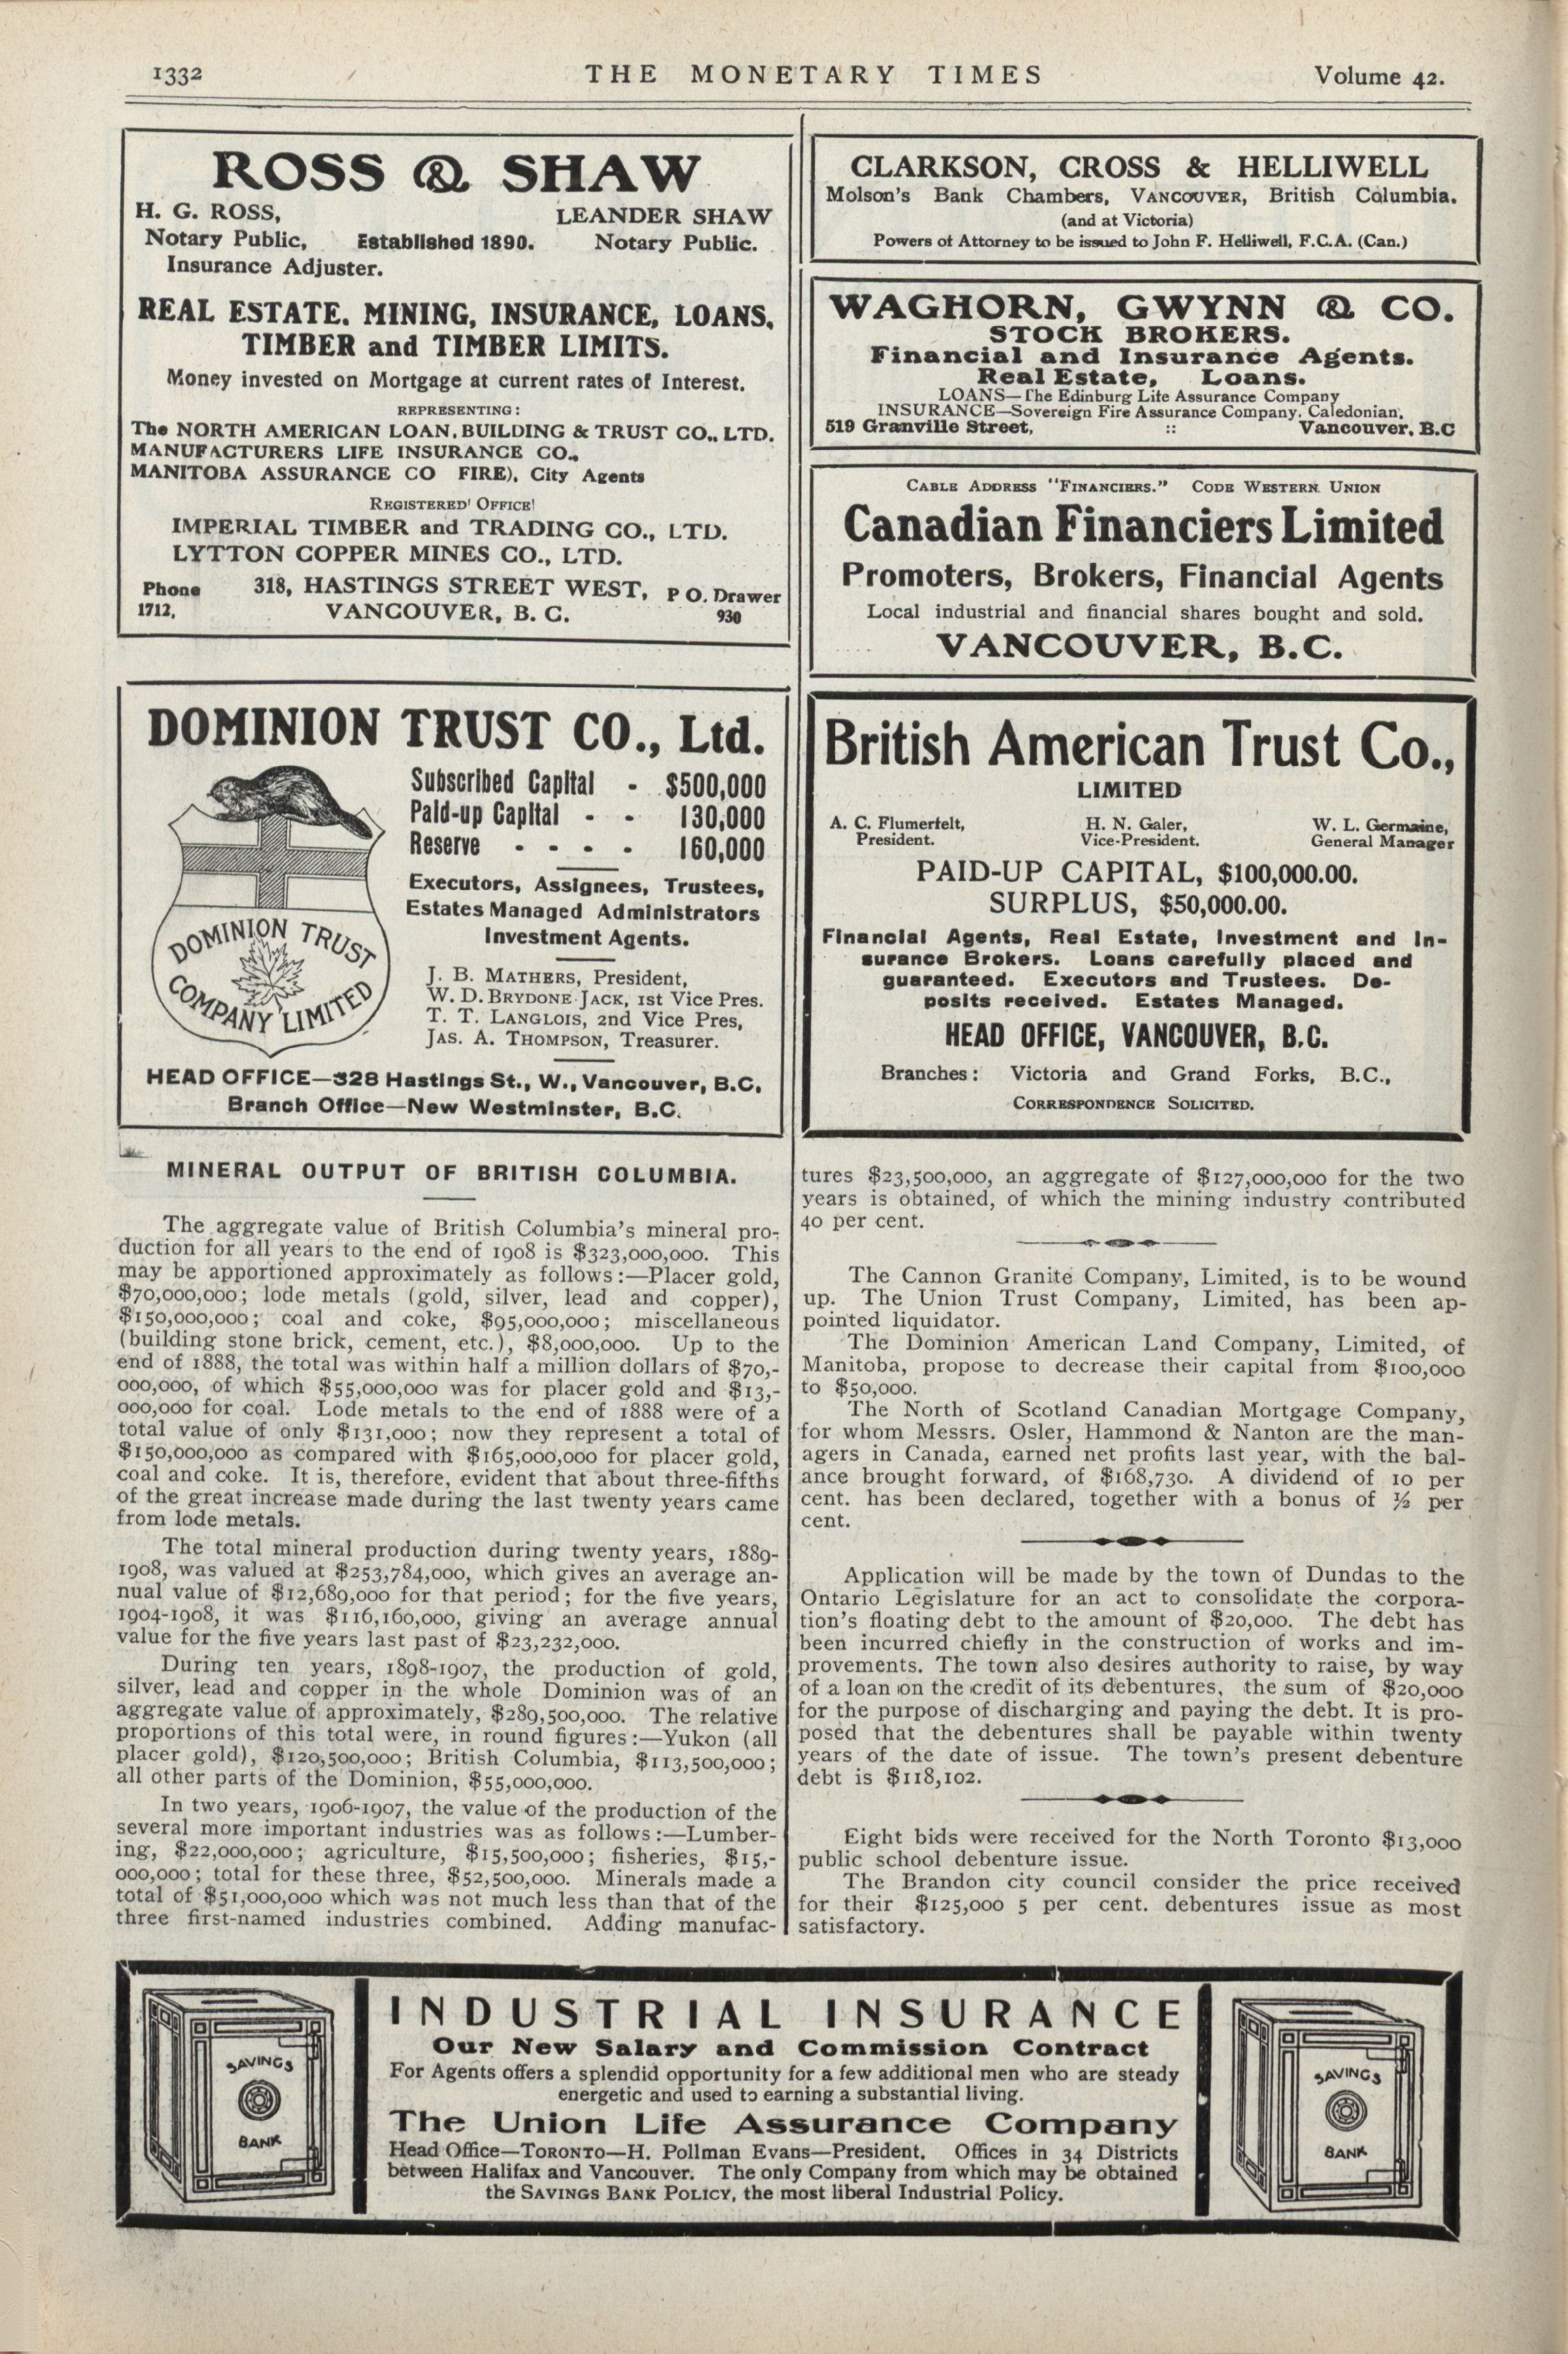 1332
THE MONETARY TIMES
Volume 42.
ROSS & SHAW
H. G. ROSS,
LEANDER SHAW
Notary Public, Established 1890. Notary Public.
Insurance Adjuster.
REAL ESTATE. MINING, INSURANCE, LOANS,
TIMBER and TIMBER LIMITS.
Money invested on Mortgage at current rates of Interest.
REPRESENTING:
The NORTH AMERICAN LOAN, BUILDING & TRUST CO., LTD.
MANUFACTURERS LIFE INSURANCE CO.,
MANITOBA ASSURANCE CO FIRE), City Agents
REGISTERED' OFFICE'
IMPERIAL TIMBER and TRADING CO., LTD.
LYTTON COPPER MINES CO., LTD.
Phone 318, HASTINGS STREET WEST, P O. Drawer
1712, VANCOUVER, B. C. 930
DOMINION TRUST CO., Ltd.
Subscribed Capital - $500,000
Paid-up Capital - - 130,000
Reserve - - - - 160,000
Executors, Assignees, Trustees,
Estates Managed Administrators
Investment Agents.
J. B. MATHERS, President,
W. D. BRYDONE-JACK, 1st Vice Pres.
T. T. LANGLOIS, 2nd Vice Pres,
JAS. A. THOMPSON, Treasurer.
DOMINION TRUST
COMPANY LIMITED
HEAD OFFICE—328 Hastings St., W., Vancouver, B.C,
Branch Office—New Westminster, B.C.
MINERAL OUTPUT OF BRITISH COLUMBIA.
The aggregate value of British Columbia's mineral pro-
duction for all years to the end of 1908 is $323,000,000. This
may be apportioned approximately as follows:—Placer gold,
$70,000,000; lode metals (gold, silver, lead and copper),
$150,000,000; coal and coke, $95,000,000; miscellaneous
(building stone brick, cement, etc.), $8,000,000. Up to the
end of 1888, the total was within half a million dollars of $70,-
000,000, of which $55,000,000 was for placer gold and $13,-
000,000 for coal. Lode metals to the end of 1888 were of a
total value of only $131,000; now they represent a total of
$150,000,000 as compared with $165,000,000 for placer gold,
coal and coke. It is, therefore, evident that about three-fifths
of the great increase made during the last twenty years came
from lode metals.
The total mineral production during twenty years, 1889-
1908, was valued at $253,784,000, which gives an average an-
nual value of $12,689,000 for that period; for the five years,
1904-1908, it was $116,160,000, giving an average annual
value for the five years last past of $23,232,000.
During ten years, 1898-1907, the production of gold,
silver, lead and copper in the whole Dominion was of an
aggregate value of approximately, $289,500,000. The relative
proportions of this total were, in round figures:—Yukon (all
placer gold), $120,500,000; British Columbia, $113,500,000;
all other parts of the Dominion, $55,000,000.
In two years, 1906-1907, the value of the production of the
several more important industries was as follows:—Lumber-
ing, $22,000,000; agriculture, $15,500,000; fisheries, $15,-
000,000; total for these three, $52,500,000. Minerals made a
total of $51,000,000 which was not much less than that of the
three first-named industries combined. Adding manufac-
CLARKSON, CROSS & HELLIWELL
Molson's Bank Chambers, VANCOUVER, British Columbia.
(and at Victoria)
Powers of Attorney to be issued to John F. Helliwell, F.C.A. (Can.)
WAGHORN, GWYNN & CO.
STOCK BROKERS.
Financial and Insurance Agents.
Real Estate, Loans.
LOANS—The Edinburg Life Assurance Company
INSURANCE—Sovereign Fire Assurance Company, Caledonian.
519 Granville Street, :: Vancouver, B.C
CABLE ADDRESS "FINANCIERS." CODE WESTERN UNION
Canadian Financiers Limited
Promoters, Brokers, Financial Agents
Local industrial and financial shares bought and sold.
VANCOUVER, B.C.
British American Trust Co.,
LIMITED
A. C. Flumerfelt, H. N. Galer, W. L. Germaine,
President. Vice-President. General Manager
PAID-UP CAPITAL, $100,000.00.
SURPLUS, $50,000.00.
Financial Agents, Real Estate, Investment and In-
surance Brokers. Loans carefully placed and
guaranteed. Executors and Trustees. De-
posits received. Estates Managed.
HEAD OFFICE, VANCOUVER, B.C.
Branches: Victoria and Grand Forks, B.C.,
CORRESPONDENCE SOLICITED.
tures $23,500,000, an aggregate of $127,000,000 for the two
years is obtained, of which the mining industry contributed
40 per cent.
The Cannon Granite Company, Limited, is to be wound
up. The Union Trust Company, Limited, has been ap-
pointed liquidator.
The Dominion American Land Company, Limited, of
Manitoba, propose to decrease their capital from $100,000
to $50,000.
The North of Scotland Canadian Mortgage Company,
for whom Messrs. Osler, Hammond & Nanton are the man-
agers in Canada, earned net profits last year, with the bal-
ance brought forward, of $168,730. A dividend of 10 per
cent. has been declared, together with a bonus of ½ per
cent.
Application will be made by the town of Dundas to the
Ontario Legislature for an act to consolidate the corpora-
tion's floating debt to the amount of $20,000. The debt has
been incurred chiefly in the construction of works and im-
provements. The town also desires authority to raise, by way
of a loan on the credit of its debentures, the sum of $20,000
for the purpose of discharging and paying the debt. It is pro-
posed that the debentures shall be payable within twenty
years of the date of issue. The town's present debenture
debt is $118,102.
Eight bids were received for the North Toronto $13,000
public school debenture issue.
The Brandon city council consider the price received
for their $125,000 5 per cent. debentures issue as most
satisfactory.
SAVINGS
BANK
INDUSTRIAL INSURANCE
Our New Salary and Commission Contract
For Agents offers a splendid opportunity for a few additional men who are steady
energetic and used to earning a substantial living.
The Union Life Assurance Company
Head Office—TORONTO—H. Pollman Evans—President. Offices in 34 Districts
between Halifax and Vancouver. The only Company from which may be obtained
the SAVINGS BANK POLICY, the most liberal Industrial Policy.
SAVINGS
BANK